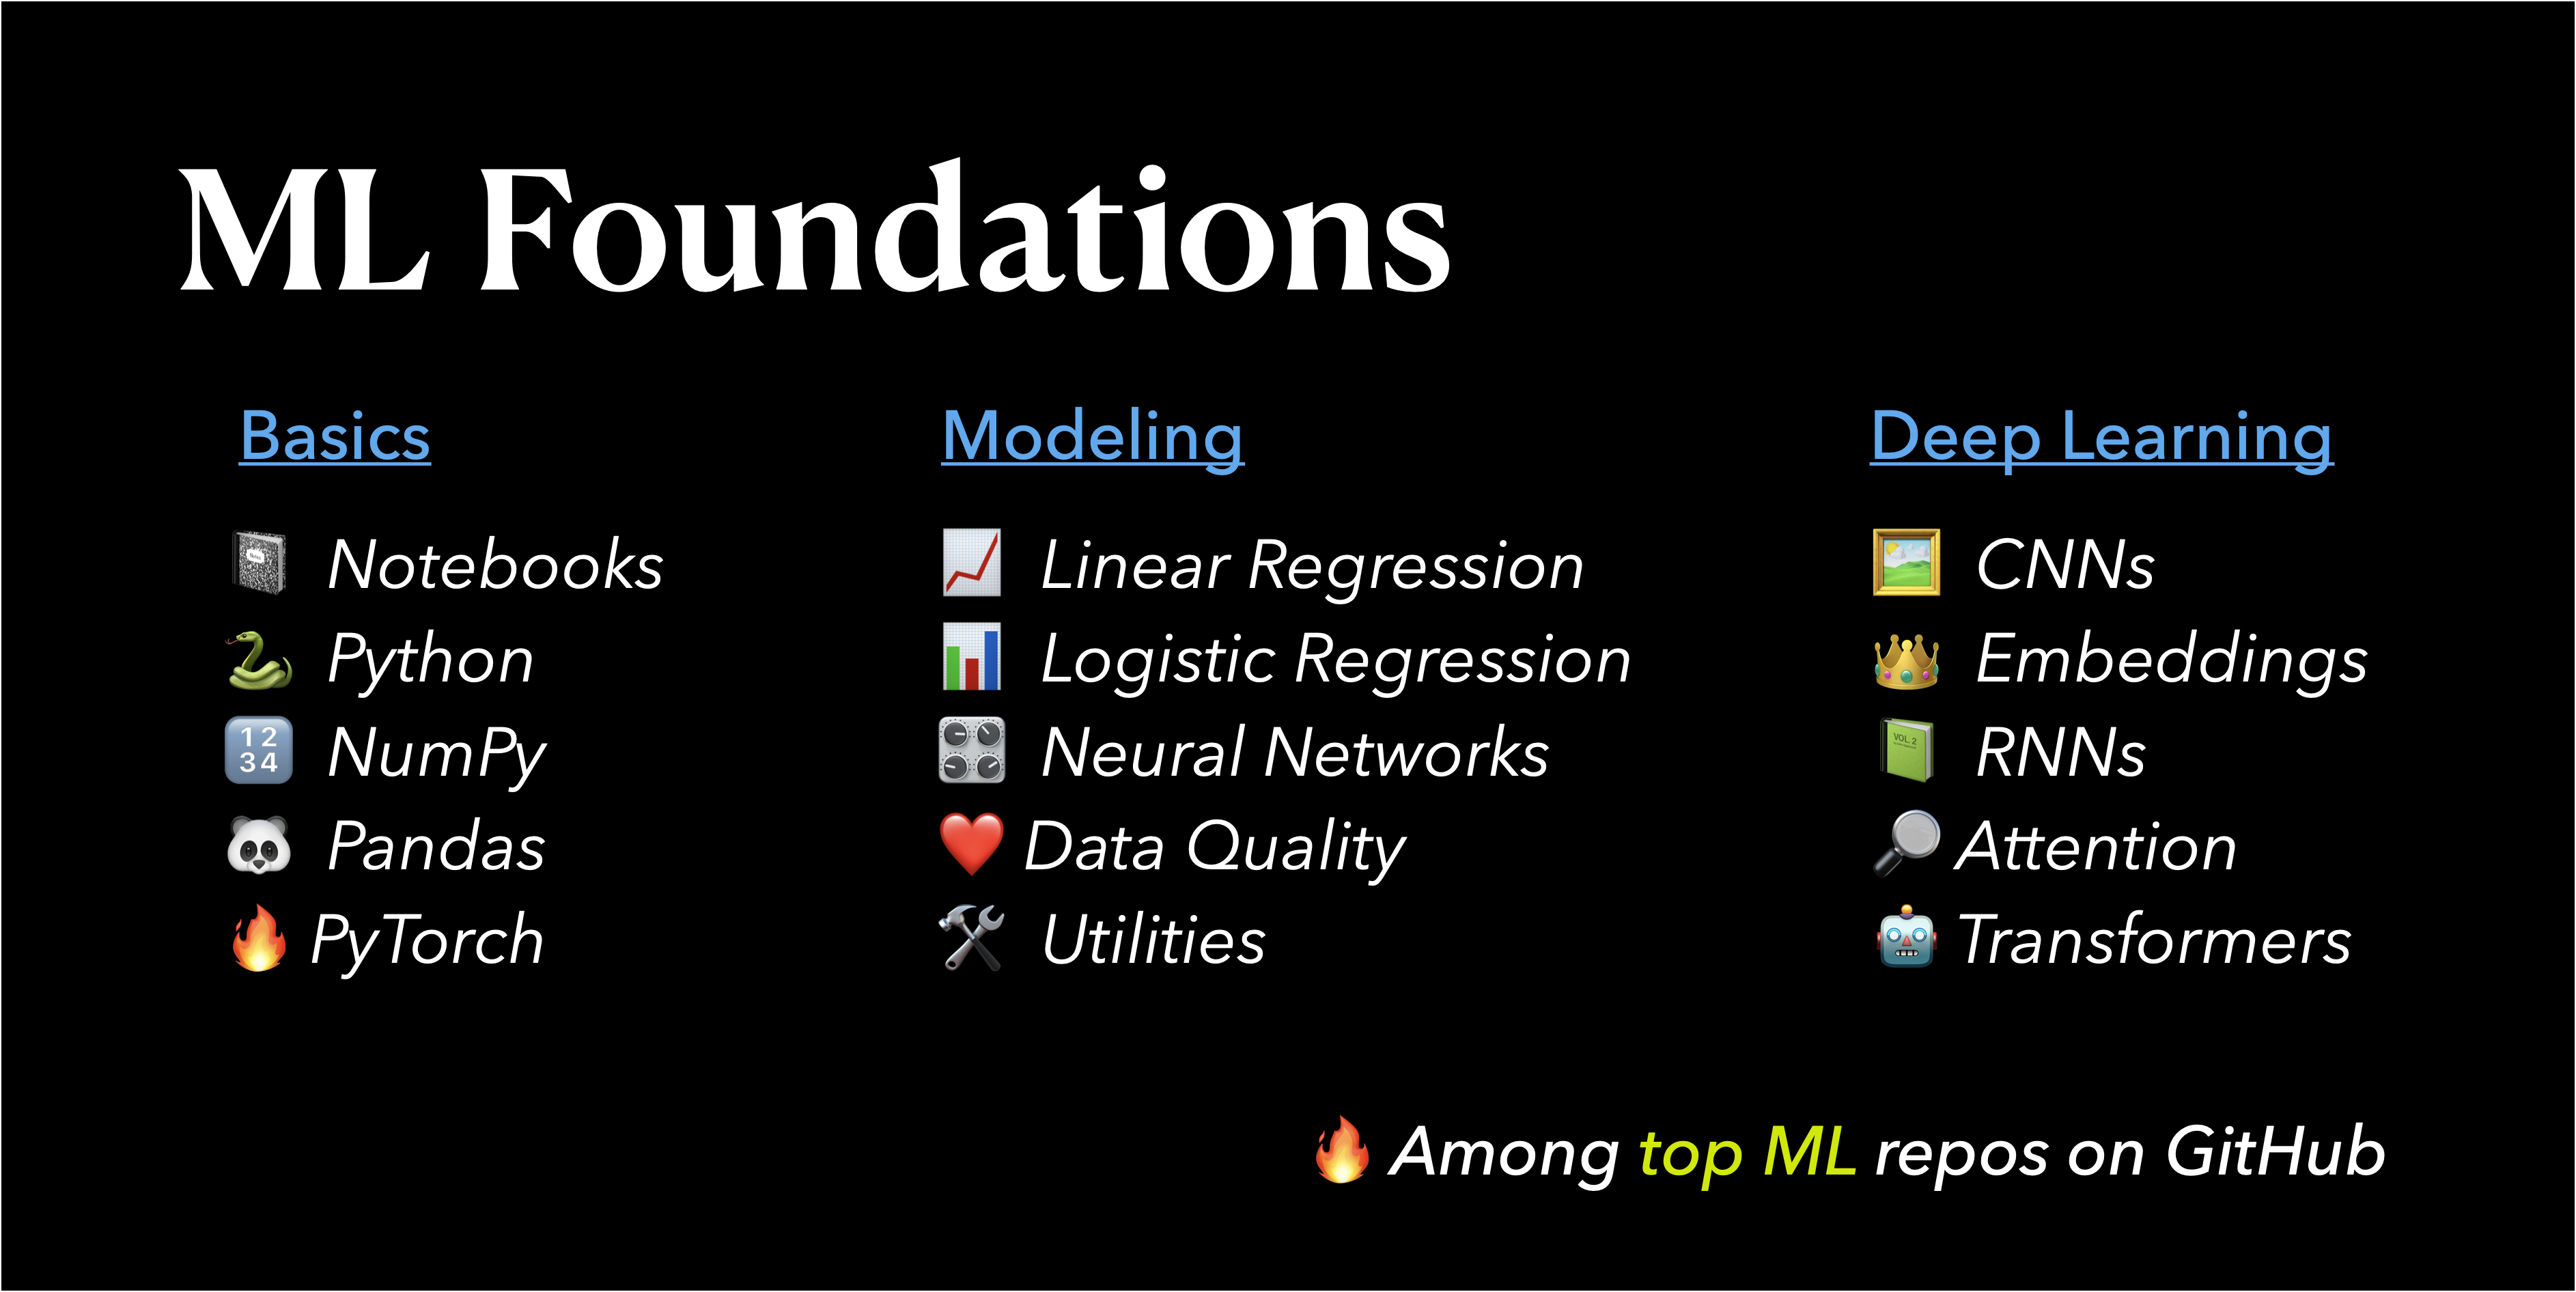 ML Foundations
Basics
Notebooks
Python
NumPy
Pandas
PyTorch
Modeling
Linear Regression
Logistic Regression
Neural Networks
Data Quality
Utilities
Deep Learning
CNNs
Embeddings
RNNs
Attention
Transformers
Among top ML repos on GitHub